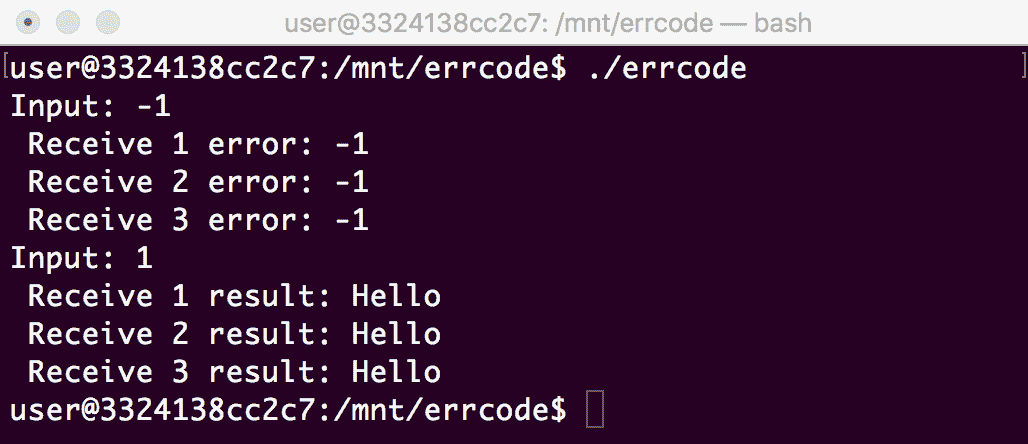 user@3324138cc2c7: /mnt/errcode — bash
user@3324138cc2c7:/mnt/errcode$ ./errcode
Input: -1
 Receive 1 error: -1
 Receive 2 error: -1
 Receive 3 error: -1
Input: 1
 Receive 1 result: Hello
 Receive 2 result: Hello
 Receive 3 result: Hello
user@3324138cc2c7:/mnt/errcode$